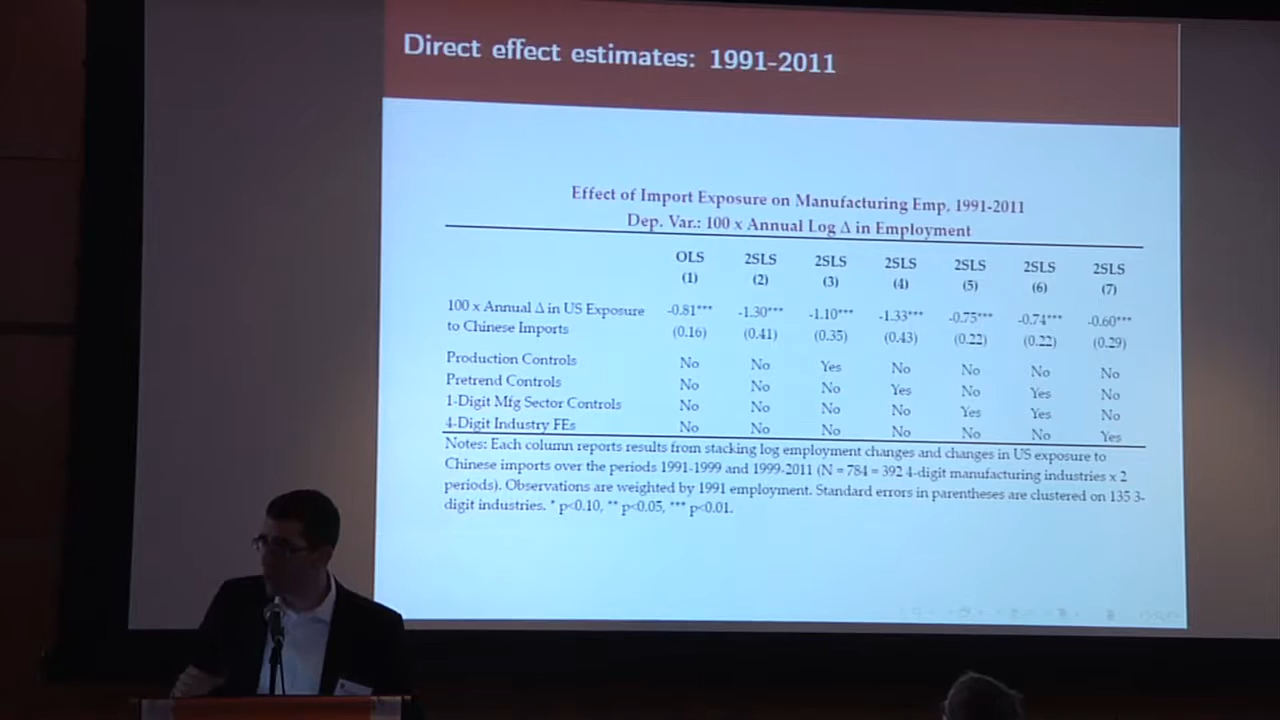 Direct effect estimates: 1991-2011
Effect of Import Exposure on Manufacturing Emp, 1991-2011
Dep. Var.: 100 x Annual Log Δ in Employment
OLS 2SLS 2SLS 2SLS 2SLS 2SLS 2SLS
(1) (2) (3) (4) (5) (6) (7)
100 x Annual Δ in US Exposure -0.81*** -1.30*** -1.10*** -1.33*** -0.75*** -0.74*** -0.60***
to Chinese Imports (0.16) (0.41) (0.35) (0.43) (0.22) (0.22) (0.29)
Production Controls No No Yes No No No No
Pretrend Controls No No No Yes No Yes No
1-Digit Mfg Sector Controls No No No No Yes Yes No
4-Digit Industry FEs No No No No No No Yes
Notes: Each column reports results from stacking log employment changes and changes in US exposure to
Chinese imports over the periods 1991-1999 and 1999-2011 (N = 784 = 392 4-digit manufacturing industries x 2
periods). Observations are weighted by 1991 employment. Standard errors in parentheses are clustered on 135 3-
digit industries. * p<0.10, ** p<0.05, *** p<0.01.